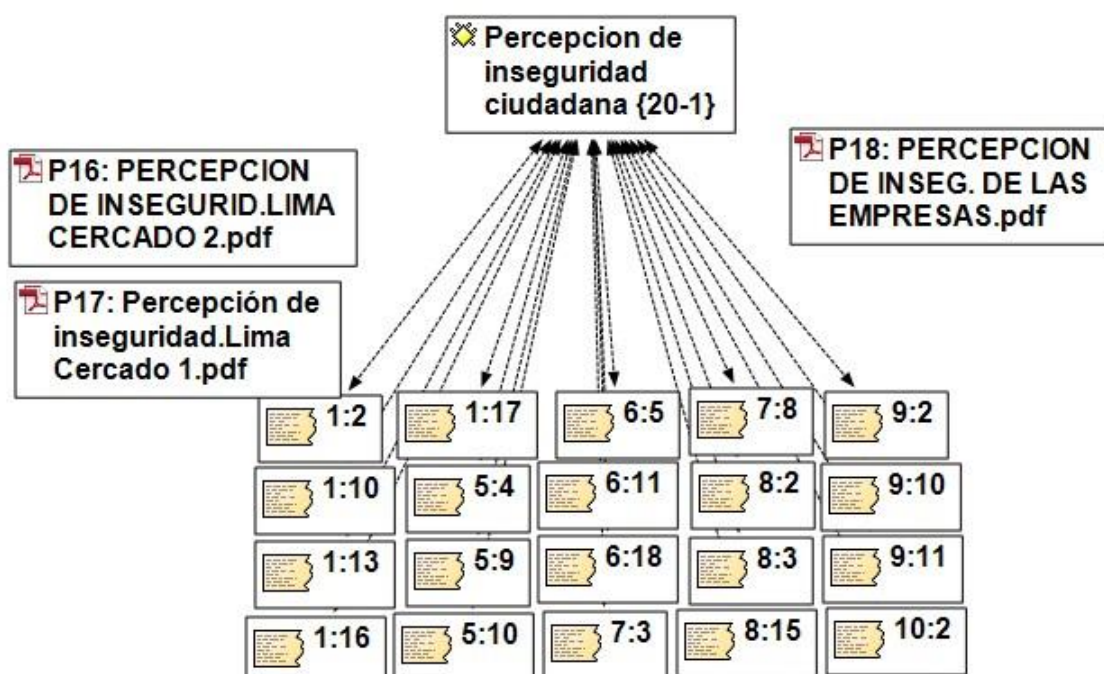 Percepcion de
inseguridad
ciudadana {20-1}
P16: PERCEPCION
DE INSEGURID.LIMA
CERCADO 2.pdf
P18: PERCEPCION
DE INSEG. DE LAS
EMPRESAS.pdf
P17: Percepción de
inseguridad.Lima
Cercado 1.pdf
1:2
1:17
6:5
7:8
9:2
1:10
5:4
6:11
8:2
9:10
1:13
5:9
6:18
8:3
9:11
1:16
5:10
7:3
8:15
10:2